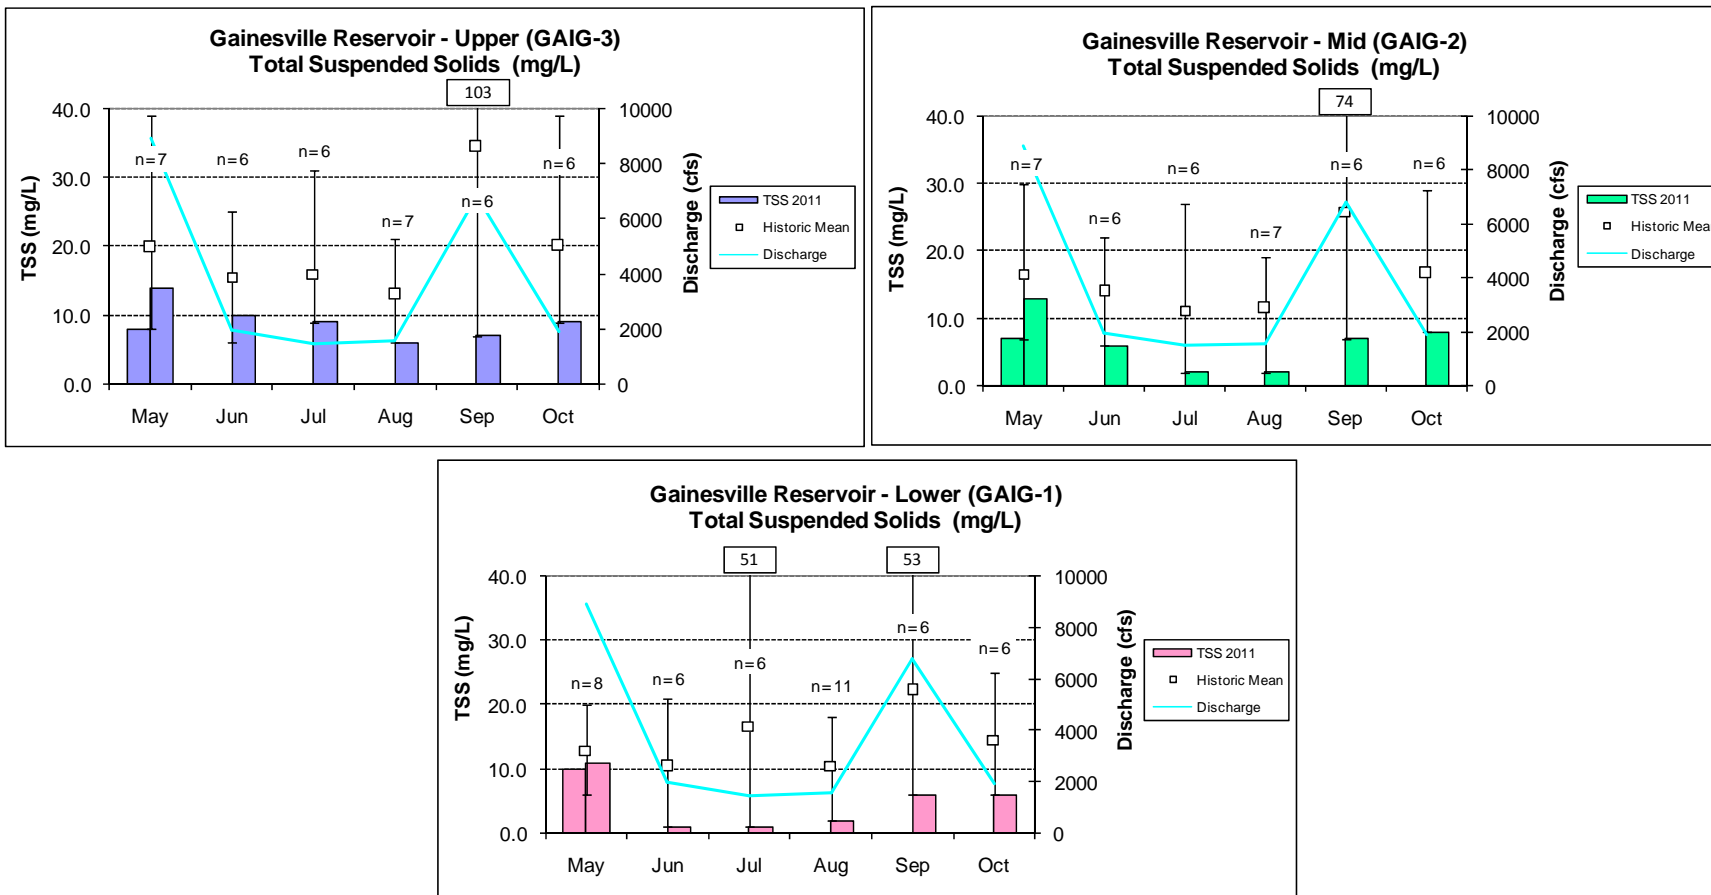 Gainesville Reservoir - Upper (GAIG-3)
Total Suspended Solids (mg/L)
103
40.0
30.0
20.0
10.0
0.0
TSS (mg/L)
n=7
n=6
n=6
n=7
n=6
n=6
10000
8000
6000
4000
2000
0
Discharge (cfs)
May
Jun
Jul
Aug
Sep
Oct
TSS 2011
Historic Mean
Discharge
Gainesville Reservoir - Mid (GAIG-2)
Total Suspended Solids (mg/L)
74
40.0
30.0
20.0
10.0
0.0
TSS (mg/L)
n=7
n=6
n=6
n=7
n=6
n=6
10000
8000
6000
4000
2000
0
Discharge (cfs)
May
Jun
Jul
Aug
Sep
Oct
TSS 2011
Historic Mean
Discharge
Gainesville Reservoir - Lower (GAIG-1)
Total Suspended Solids (mg/L)
51
53
40.0
30.0
20.0
10.0
0.0
TSS (mg/L)
n=8
n=6
n=6
n=11
n=6
n=6
10000
8000
6000
4000
2000
0
Discharge (cfs)
May
Jun
Jul
Aug
Sep
Oct
TSS 2011
Historic Mean
Discharge